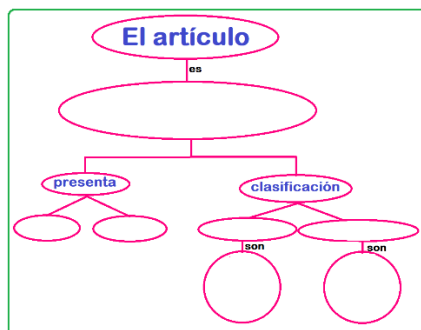 El artículo
es
presenta
clasificación
son
son